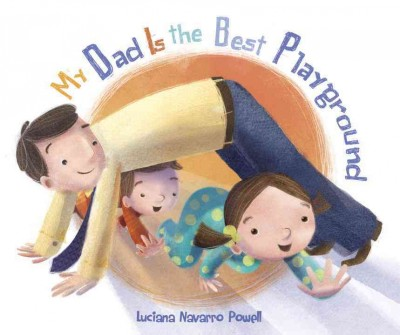 My Dad Is the Best Playground
Luciana Navarro Powell